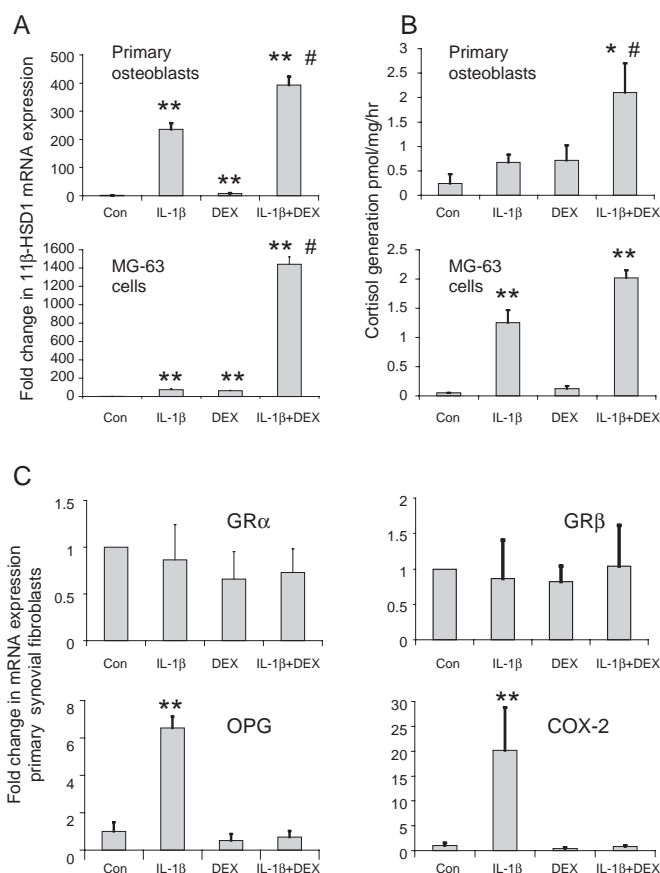 A
Primary
osteoblasts
Fold change in 11β-HSD1 mRNA expression
500
400
300
200
100
0
**
**
** #
Con IL-1β DEX IL-1β+DEX
MG-63
cells
1400
1200
1000
800
600
400
200
0
**
**
** #
Con IL-1β DEX IL-1β+DEX
B
Primary
osteoblasts
Cortisol generation pmol/mg/hr
3
2.5
2
1.5
1
0.5
0
* #
Con IL-1β DEX IL-1β+DEX
MG-63
cells
2.5
2
1.5
1
0.5
0
**
**
Con IL-1β DEX IL-1β+DEX
C
Fold change in mRNA expression
primary synovial fibroblasts
GRα
1.5
1
0.5
0
Con IL-1β DEX IL-1β+DEX
GRβ
2
1.5
1
0.5
0
Con IL-1β DEX IL-1β+DEX
OPG
8
6
4
2
0
**
Con IL-1β DEX IL-1β+DEX
COX-2
30
25
20
15
10
5
0
**
Con IL-1β DEX IL-1β+DEX